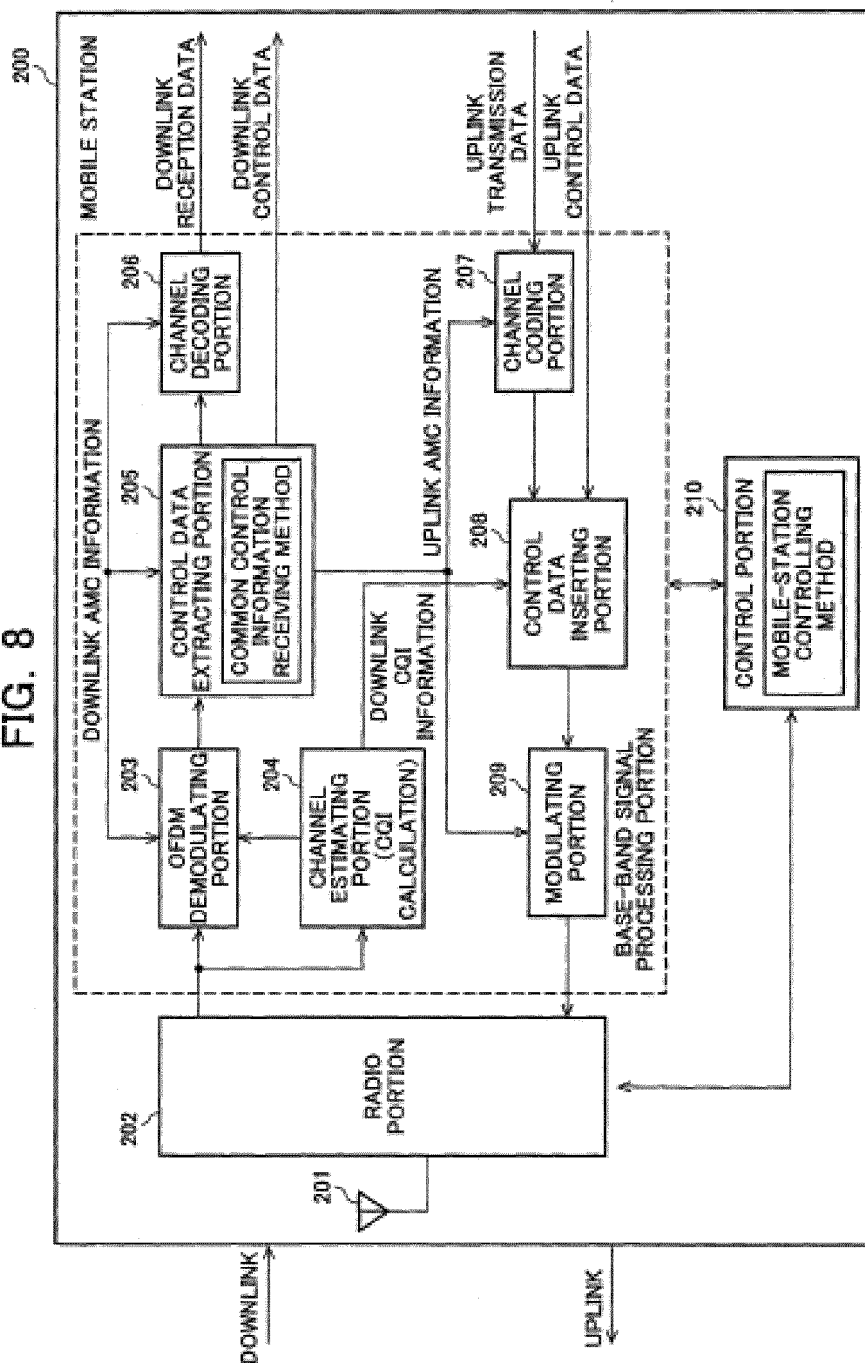 FIG. 8
200
MOBILE STATION
DOWNLINK
UPLINK
201
202
RADIO
PORTION
DOWNLINK AMC INFORMATION
203
OFDM
DEMODULATING
PORTION
204
CHANNEL
ESTIMATING
PORTION
(CQI
CALCULATION)
205
CONTROL DATA
EXTRACTING PORTION
COMMON CONTROL
INFORMATION
RECEIVING METHOD
206
CHANNEL
DECODING
PORTION
DOWNLINK
RECEPTION DATA
DOWNLINK
CONTROL DATA
DOWNLINK
CQI
INFORMATION
UPLINK AMC INFORMATION
207
CHANNEL
CODING
PORTION
UPLINK
TRANSMISSION
DATA
UPLINK
CONTROL DATA
208
CONTROL
DATA
INSERTING
PORTION
209
MODULATING
PORTION
BASE-BAND SIGNAL
PROCESSING PORTION
210
CONTROL PORTION
MOBILE-STATION
CONTROLLING
METHOD